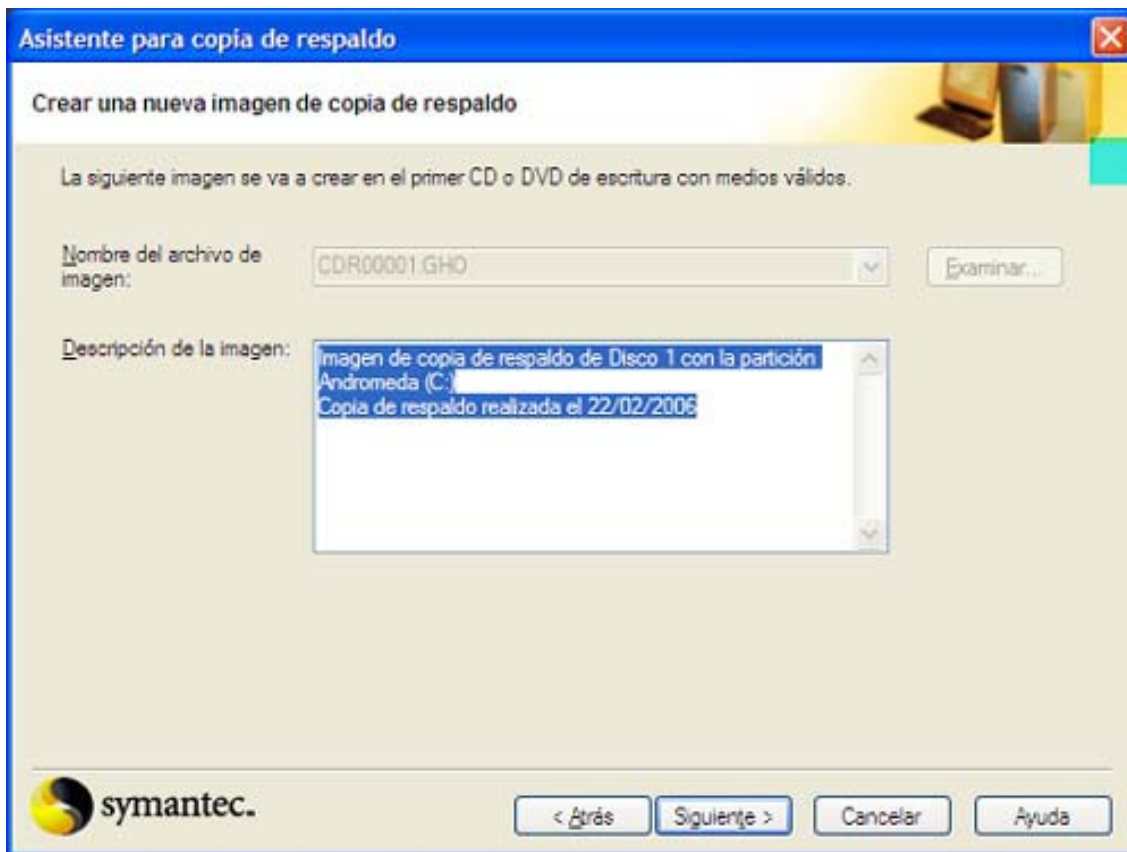 Asistente para copia de respaldo
Crear una nueva imagen de copia de respaldo
La siguiente imagen se va a crear en el primer CD o DVD de escritura con medios válidos.
Nombre del archivo de
imagen:
CDR00001.GHO
Examinar...
Descripción de la imagen:
Imagen de copia de respaldo de Disco 1 con la partición
Andromeda (C:)
Copia de respaldo realizada el 22/02/2006
symantec.
< Atrás
Siguiente >
Cancelar
Ayuda